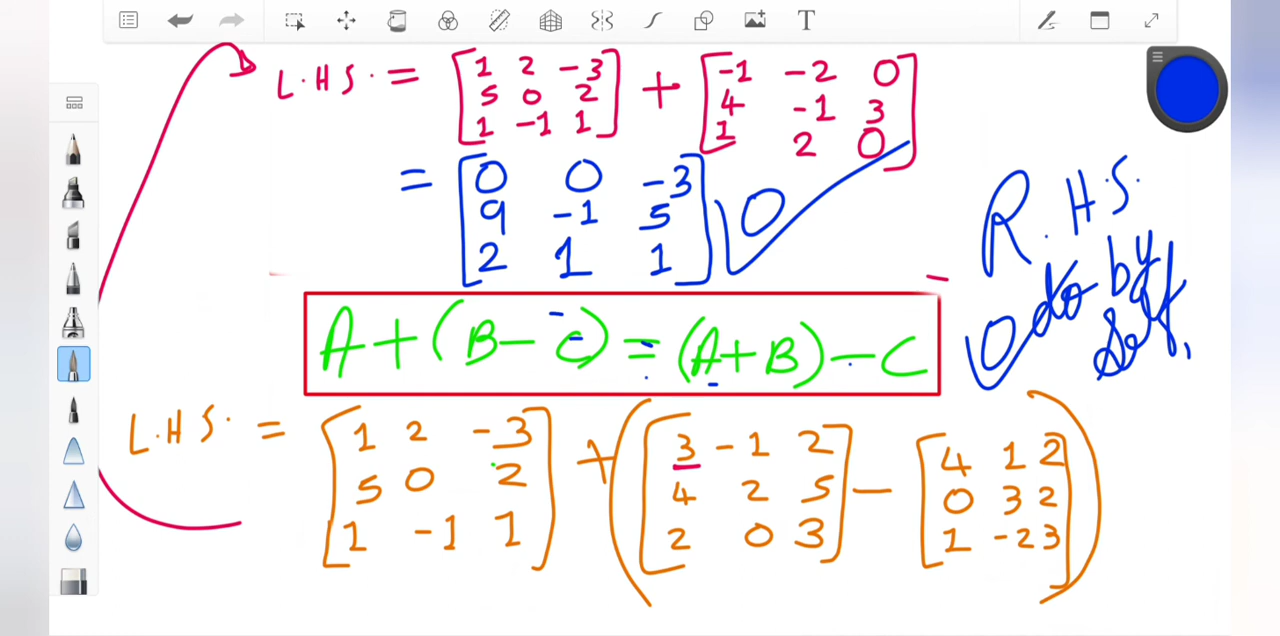 L.H.S. = [1 2 -3 + [-1 -2 0
5 0 2 4 -1 3
1 -1 1] 1 2 0]
= [0 0 -3
9 -1 5
2 1 1]
R.H.S.
do by
self,
A+(B-C)=(A+B)-C
L.H.S. = [1 2 -3 + ([3 -1 2 - [4 1 2
5 0 2 4 2 5 0 3 2
1 -1 1] 2 0 3] 1 -2 3])
T